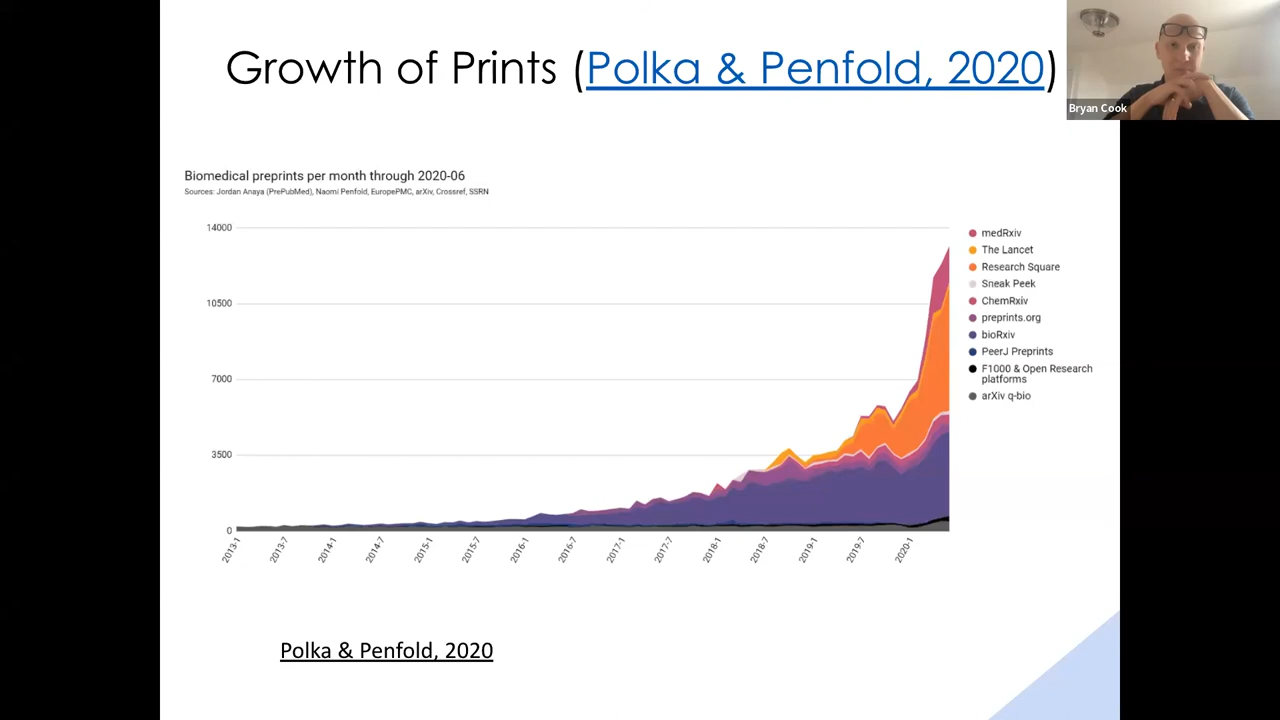 Growth of Prints (Polka & Penfold, 2020)
Bryan Cook
Biomedical preprints per month through 2020-06
Sources: Jordan Anaya (PrePubMed), Naomi Penfold, EuropePMC, arXiv, Crossref, SSRN
14000
10500
7000
3500
0
2013-1
2013-7
2014-1
2014-7
2015-1
2015-7
2016-1
2016-7
2017-1
2017-7
2018-1
2018-7
2019-1
2019-7
2020-1
medRxiv
The Lancet
Research Square
Sneak Peek
ChemRxiv
preprints.org
bioRxiv
PeerJ Preprints
F1000 & Open Research
platforms
arXiv q-bio
Polka & Penfold, 2020